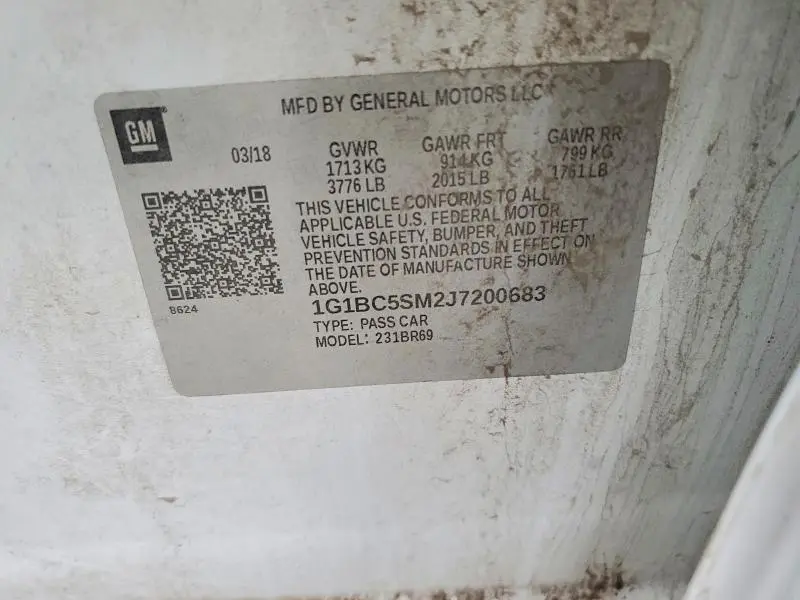 GM
MFD BY GENERAL MOTORS LLC
03/18
GVWR GAWR FRT GAWR RR
1713 KG 914 KG 799 KG
3776 LB 2015 LB 1761 LB
THIS VEHICLE CONFORMS TO ALL
APPLICABLE U.S. FEDERAL MOTOR
VEHICLE SAFETY, BUMPER, AND THEFT
PREVENTION STANDARDS IN EFFECT ON
THE DATE OF MANUFACTURE SHOWN
ABOVE.
8624
1G1BC5SM2J7200683
TYPE: PASS CAR
MODEL: 231BR69